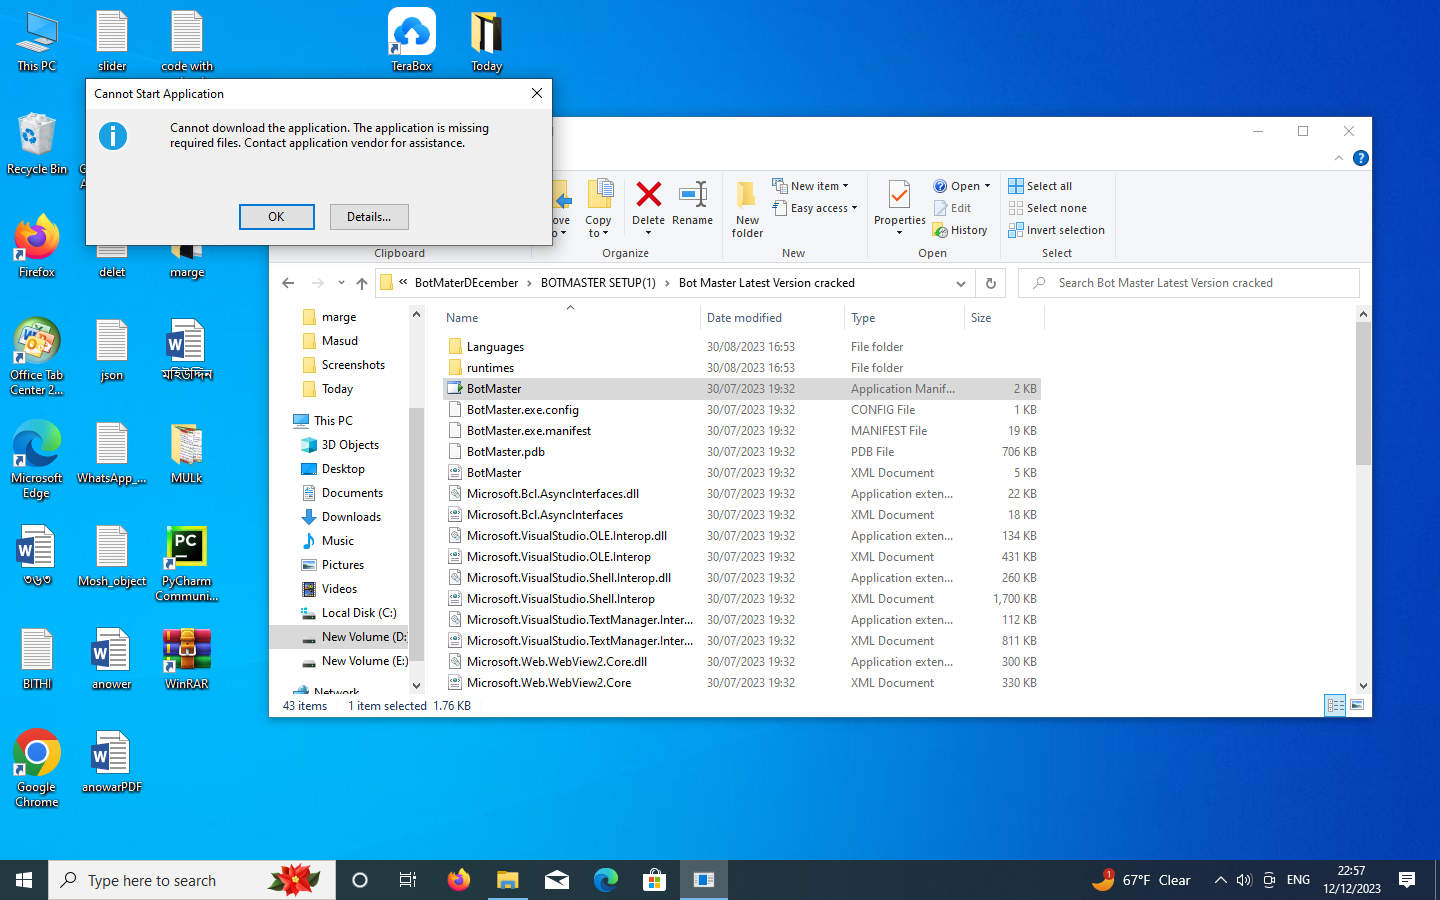 This PC
slider
code with
TeraBox
Today
Cannot Start Application
Cannot download the application. The application is missing
required files. Contact application vendor for assistance.
OK
Details...
Recycle Bin
Firefox
delet
marge
Office Tab
Center 2...
json
মহিউদ্দিন
Microsoft
Edge
WhatsApp_...
MULk
৩৬৩
Mosh_object
PyCharm
Communi...
BITHI
anower
WinRAR
Google
Chrome
anowarPDF
Copy
to
Delete
Rename
New
folder
New item
Easy access
Properties
Open
Edit
History
Select all
Select none
Invert selection
Clipboard
Organize
New
Open
Select
« BotMaterDEcember › BOTMASTER SETUP(1) › Bot Master Latest Version cracked
Search Bot Master Latest Version cracked
marge
Masud
Screenshots
Today
This PC
3D Objects
Desktop
Documents
Downloads
Music
Pictures
Videos
Local Disk (C:)
New Volume (D:)
New Volume (E:)
Network
Name Date modified Type Size
Languages 30/08/2023 16:53 File folder
runtimes 30/08/2023 16:53 File folder
BotMaster 30/07/2023 19:32 Application Manif... 2 KB
BotMaster.exe.config 30/07/2023 19:32 CONFIG File 1 KB
BotMaster.exe.manifest 30/07/2023 19:32 MANIFEST File 19 KB
BotMaster.pdb 30/07/2023 19:32 PDB File 706 KB
BotMaster 30/07/2023 19:32 XML Document 5 KB
Microsoft.Bcl.AsyncInterfaces.dll 30/07/2023 19:32 Application exten... 22 KB
Microsoft.Bcl.AsyncInterfaces 30/07/2023 19:32 XML Document 18 KB
Microsoft.VisualStudio.OLE.Interop.dll 30/07/2023 19:32 Application exten... 134 KB
Microsoft.VisualStudio.OLE.Interop 30/07/2023 19:32 XML Document 431 KB
Microsoft.VisualStudio.Shell.Interop.dll 30/07/2023 19:32 Application exten... 260 KB
Microsoft.VisualStudio.Shell.Interop 30/07/2023 19:32 XML Document 1,700 KB
Microsoft.VisualStudio.TextManager.Inter... 30/07/2023 19:32 Application exten... 112 KB
Microsoft.VisualStudio.TextManager.Inter... 30/07/2023 19:32 XML Document 811 KB
Microsoft.Web.WebView2.Core.dll 30/07/2023 19:32 Application exten... 300 KB
Microsoft.Web.WebView2.Core 30/07/2023 19:32 XML Document 330 KB
43 items 1 item selected 1.76 KB
Type here to search
67°F Clear
ENG
22:57
12/12/2023